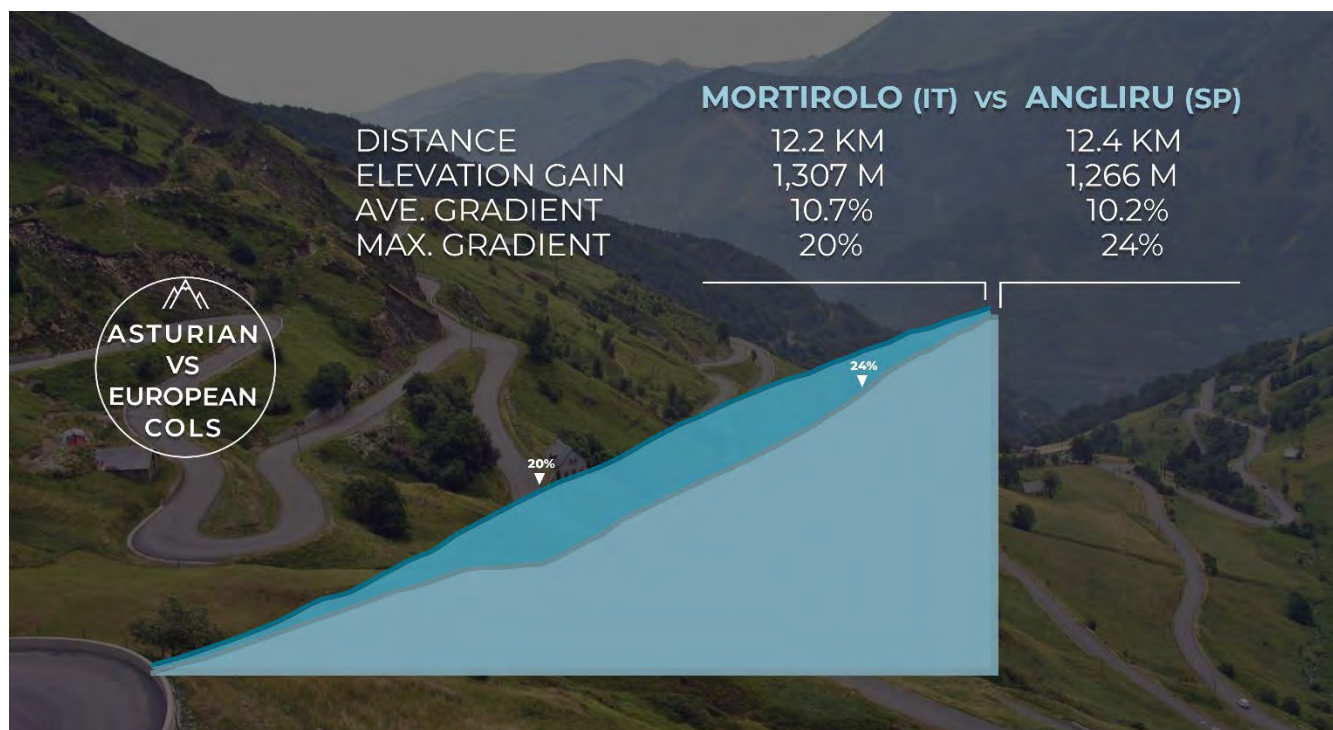 MORTIROLO (IT) VS ANGLIRU (SP)
DISTANCE 12.2 KM 12.4 KM
ELEVATION GAIN 1,307 M 1,266 M
AVE. GRADIENT 10.7% 10.2%
MAX. GRADIENT 20% 24%
ASTURIAN
VS
EUROPEAN
COLS
24%
20%